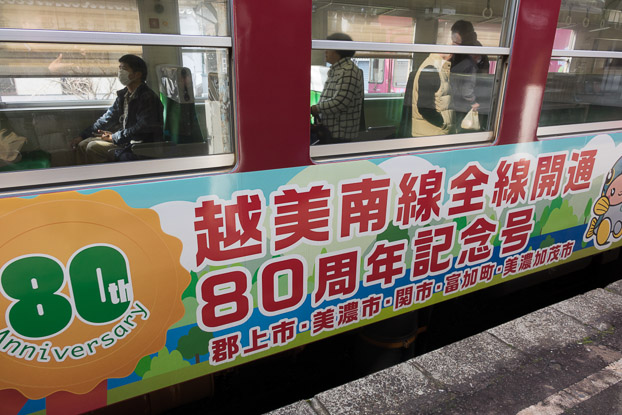 80th
Anniversary
越美南線全線開通
80周年記念号
郡上市・美濃市・関市・富加町・美濃加茂市